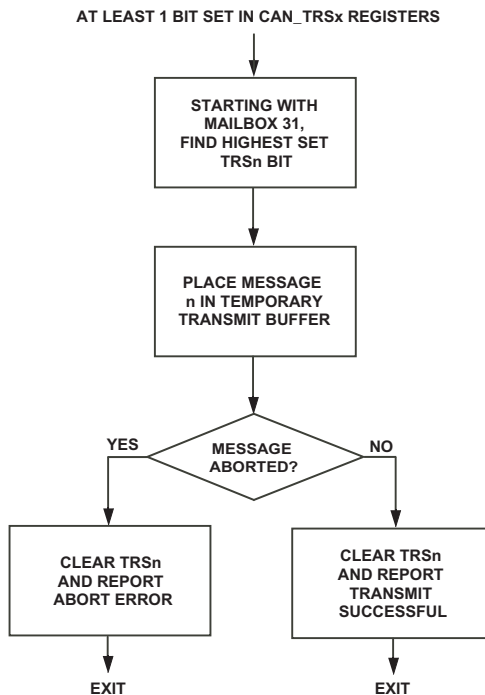 AT LEAST 1 BIT SET IN CAN_TRSx REGISTERS
STARTING WITH
MAILBOX 31,
FIND HIGHEST SET
TRSn BIT
PLACE MESSAGE
n IN TEMPORARY
TRANSMIT BUFFER
YES
MESSAGE
ABORTED?
NO
CLEAR TRSn
AND REPORT
ABORT ERROR
CLEAR TRSn
AND REPORT
TRANSMIT
SUCCESSFUL
EXIT
EXIT